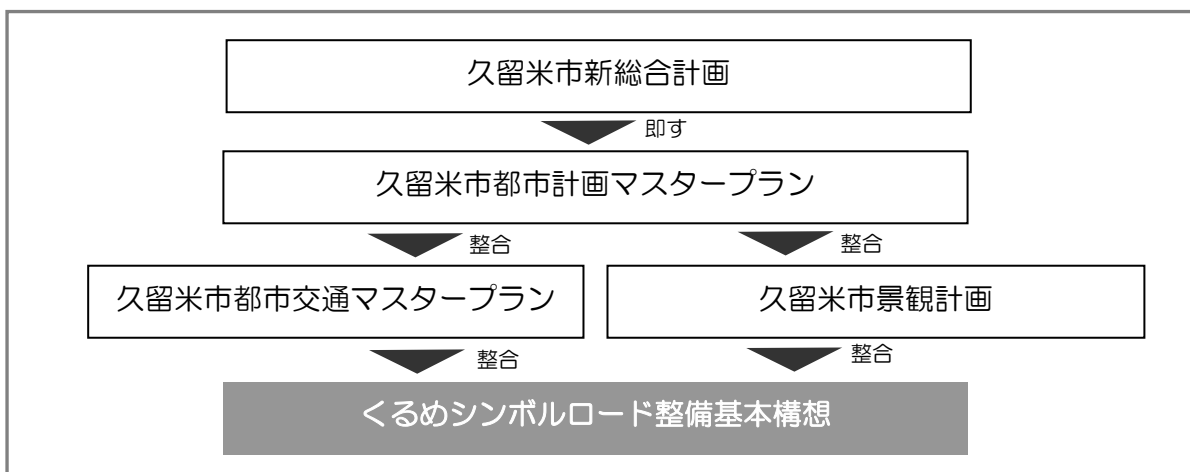 久留米市新総合計画
即す
久留米市都市計画マスタープラン
整合
整合
久留米市都市交通マスタープラン
久留米市景観計画
整合
整合
くるめシンボルロード整備基本構想